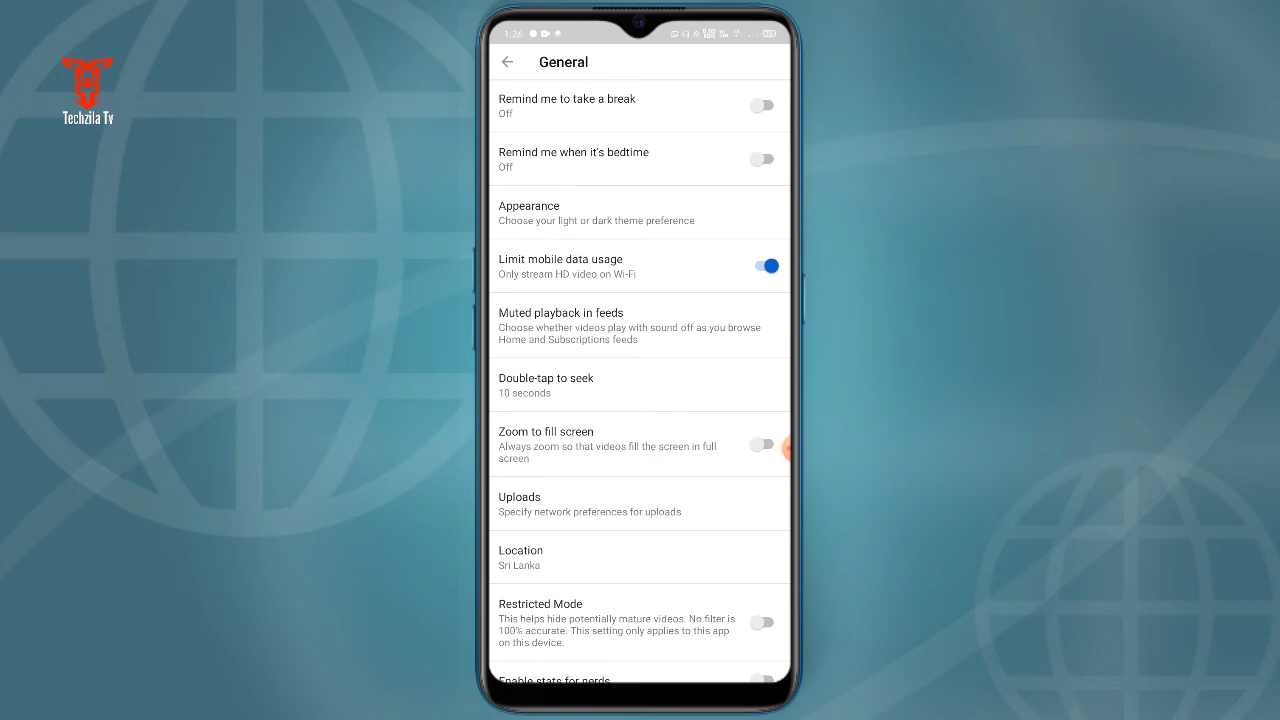 Techzila Tv
1:26
General
Remind me to take a break
Off
Remind me when it's bedtime
Off
Appearance
Choose your light or dark theme preference
Limit mobile data usage
Only stream HD video on Wi-Fi
Muted playback in feeds
Choose whether videos play with sound off as you browse
Home and Subscriptions feeds
Double-tap to seek
10 seconds
Zoom to fill screen
Always zoom so that videos fill the screen in full
screen
Uploads
Specify network preferences for uploads
Location
Sri Lanka
Restricted Mode
This helps hide potentially mature videos. No filter is
100% accurate. This setting only applies to this app
on this device.
Enable stats for nerds